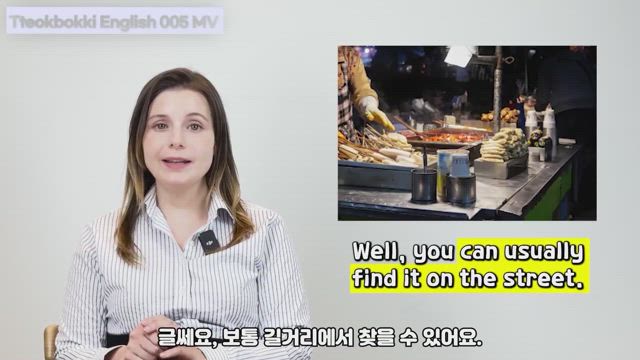 Tteokbokki English 005 MV
Well, you can usually
find it on the street.
글쎄요, 보통 길거리에서 찾을 수 있어요.